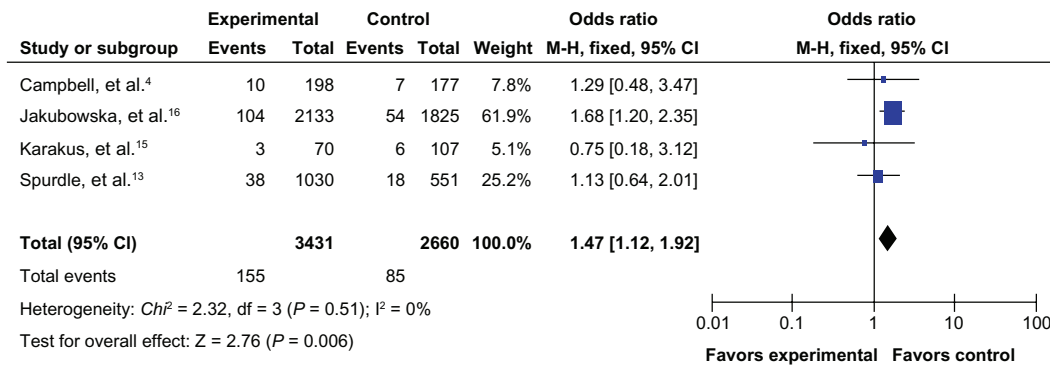 Experimental Control Odds ratio Odds ratio
Study or subgroup Events Total Events Total Weight M-H, fixed, 95% CI M-H, fixed, 95% CI
Campbell, et al.⁴ 10 198 7 177 7.8% 1.29 [0.48, 3.47]
Jakubowska, et al.¹⁶ 104 2133 54 1825 61.9% 1.68 [1.20, 2.35]
Karakus, et al.¹⁵ 3 70 6 107 5.1% 0.75 [0.18, 3.12]
Spurdle, et al.¹³ 38 1030 18 551 25.2% 1.13 [0.64, 2.01]
Total (95% CI) 3431 2660 100.0% 1.47 [1.12, 1.92]
Total events 155 85
Heterogeneity: Chi² = 2.32, df = 3 (P = 0.51); I² = 0%
Test for overall effect: Z = 2.76 (P = 0.006)
0.01 0.1 1 10 100
Favors experimental Favors control